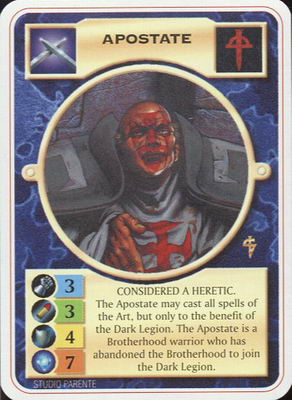 APOSTATE
3
3
4
7
CONSIDERED A HERETIC.
The Apostate may cast all spells of
the Art, but only to the benefit of
the Dark Legion. The Apostate is a
Brotherhood warrior who has
abandoned the Brotherhood to join
the Dark Legion.
STUDIO PARENTE